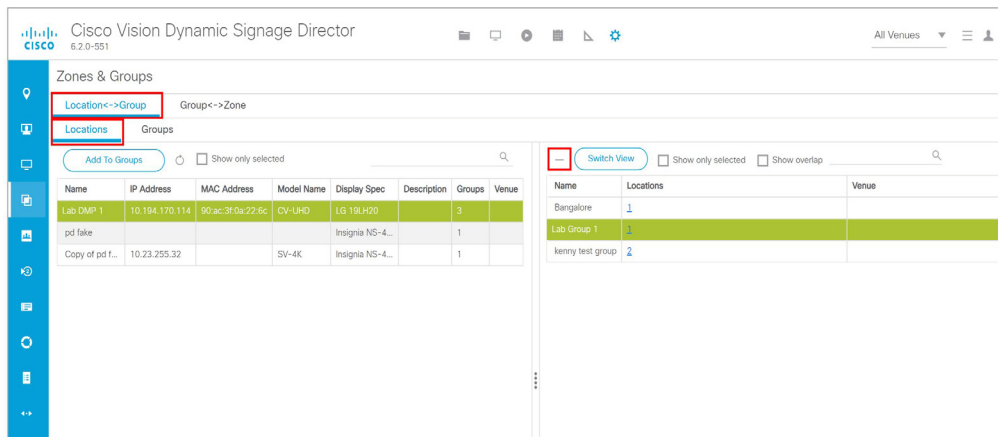 CISCO
Cisco Vision Dynamic Signage Director
6.2.0-551
All Venues
Zones & Groups
Location<->Group Group<->Zone
Locations Groups
Add To Groups Show only selected
Name IP Address MAC Address Model Name Display Spec Description Groups Venue
Lab DMP 1 10.194.170.114 90:ac:3f:0a:22:6c CV-UHD LG 19LH20 3
pd fake Insignia NS-4... 1
Copy of pd f... 10.23.255.32 SV-4K Insignia NS-4... 1
— Switch View Show only selected Show overlap
Name Locations Venue
Bangalore 1
Lab Group 1 1
kenny test group 2